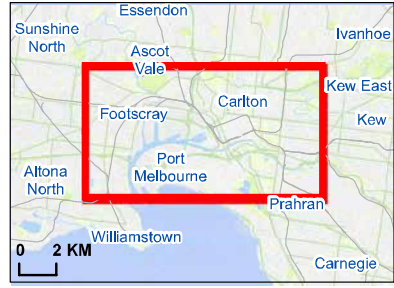 Essendon
Sunshine
North
Ivanhoe
Ascot
Vale
Kew East
Carlton
Footscray
Kew
Port
Melbourne
Altona
North
Prahran
Williamstown
0 2 KM
Carnegie